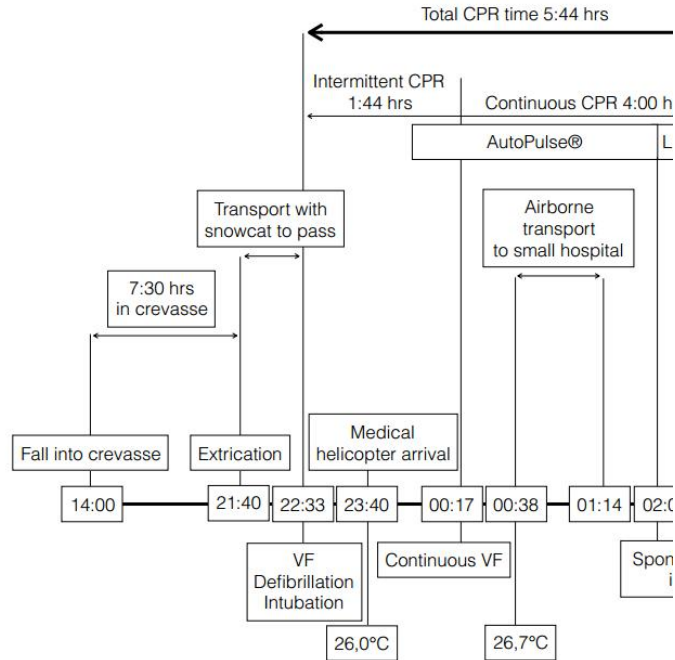 Total CPR time 5:44 hrs
Intermittent CPR
1:44 hrs
Continuous CPR 4:00 h
AutoPulse®
L
Transport with
snowcat to pass
Airborne
transport
to small hospital
7:30 hrs
in crevasse
Fall into crevasse
Extrication
Medical
helicopter arrival
14:00
21:40
22:33
23:40
00:17
00:38
01:14
02:0
VF
Defibrillation
Intubation
Continuous VF
Spon
i
26,0°C
26,7°C